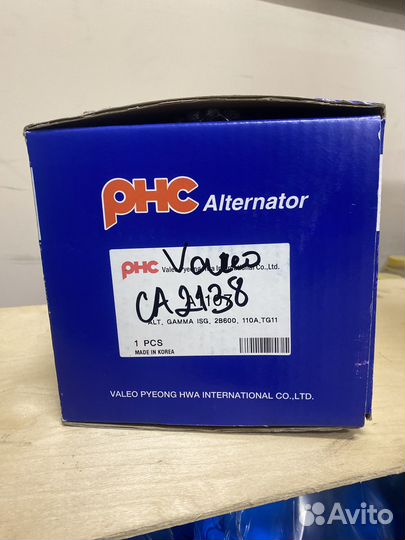 PHC Alternator
Valeo
PHC Valeo Pyeong Hwa International Co.,Ltd.
CA2138
ALT, GAMMA ISG, 2B600, 110A,TG11
1 PCS
MADE IN KOREA
VALEO PYEONG HWA INTERNATIONAL CO.,LTD.
Avito